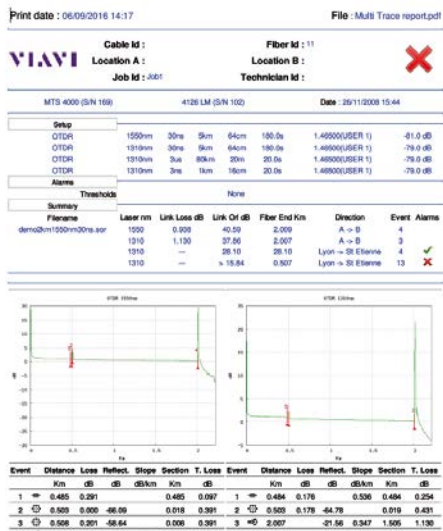 Print date : 06/09/2016 14:17 File : Multi Trace report.pdf
VIAVI
Cable Id : Fiber Id : 11
Location A : Location B :
Job Id : Job1 Technician Id :
MTS 4000 (S/N 169) 4126 LM (S/N 102) Date : 26/11/2008 15:44
Setup
OTDR 1550nm 30ns 5km 64cm 180.0s 1.46500(USER 1) -81.0 dB
OTDR 1310nm 30ns 5km 64cm 180.0s 1.46500(USER 1) -79.0 dB
OTDR 1310nm 3us 80km 20m 20.0s 1.46500(USER 1) -79.0 dB
OTDR 1310nm 3ns 1km 16cm 20.0s -79.0 dB
Alarms
Thresholds None
Summary
Filename Laser nm Link Loss dB Link Orl dB Fiber End Km Direction Event Alarms
demo2km1550nm30ns.sor 1550 0.938 40.59 2.009 A -> B 4
1310 1.130 37.86 2.007 A -> B 3
1310 --- 28.10 28.10 Lyon -> St Etienne 4
1310 --- > 15.84 0.507 Lyon -> St Etienne 13
OTDR 1550nm OTDR 1310nm
Event Distance Loss Reflect. Slope Section T. Loss Event Distance Loss Reflect. Slope Section T. Loss
Km dB dB dB/km Km dB Km dB dB dB/km Km dB
1 0.485 0.291 0.485 0.097 1 0.484 0.176 0.536 0.484 0.254
2 0.503 0.000 -66.09 0.018 0.391 2 0.503 0.178 -64.78 0.019 0.431
3 0.508 0.201 -58.64 0.006 0.391 3 2.007 -21.56 0.347 1.505 1.130